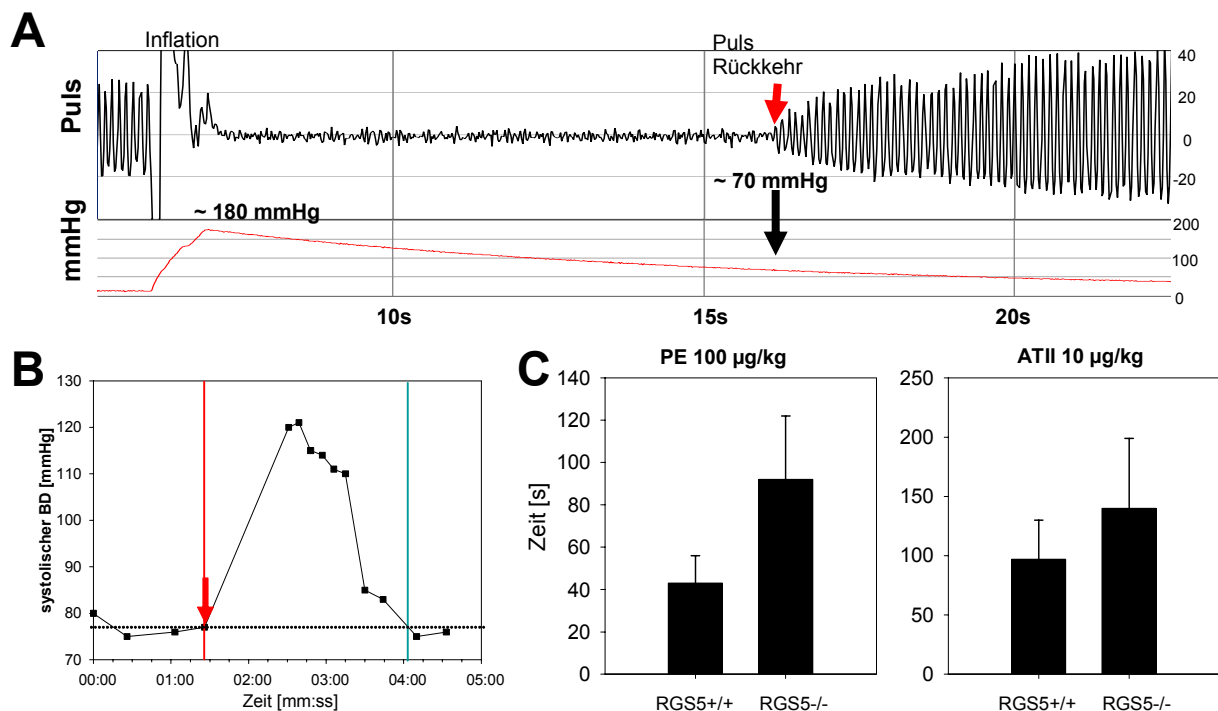 A
Inflation
Puls
Rückkehr
Puls
40
20
0
-20
~ 180 mmHg
~ 70 mmHg
mmHg
200
100
0
10s
15s
20s
B
systolischer BD [mmHg]
130
120
110
100
90
80
70
00:00
01:00
02:00
03:00
04:00
05:00
Zeit [mm:ss]
C
PE 100 µg/kg
Zeit [s]
140
120
100
80
60
40
20
0
RGS5+/+
RGS5-/-
ATII 10 µg/kg
250
200
150
100
50
0
RGS5+/+
RGS5-/-